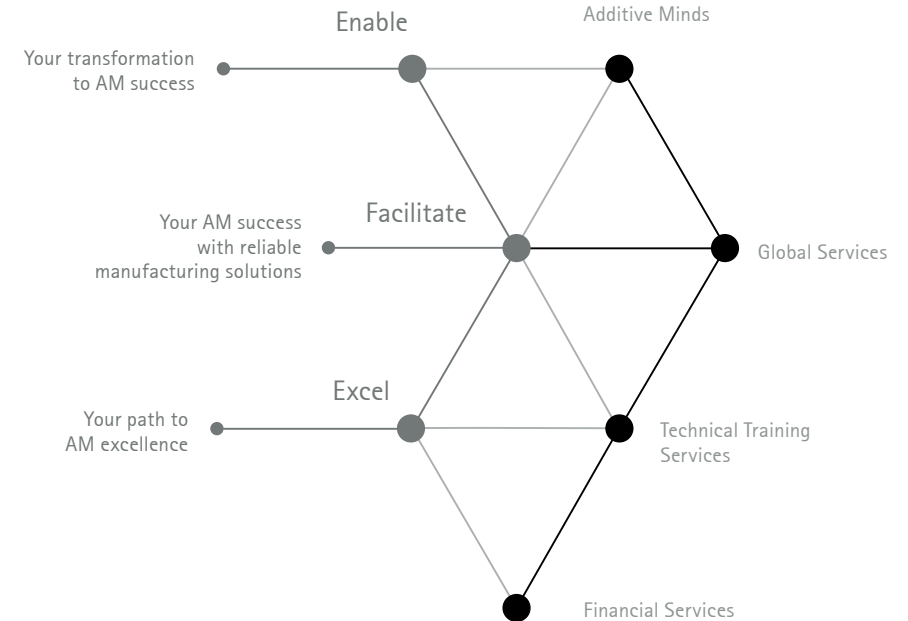 Additive Minds
Enable
Your transformation
to AM success
Facilitate
Your AM success
with reliable
manufacturing solutions
Global Services
Excel
Your path to
AM excellence
Technical Training
Services
Financial Services